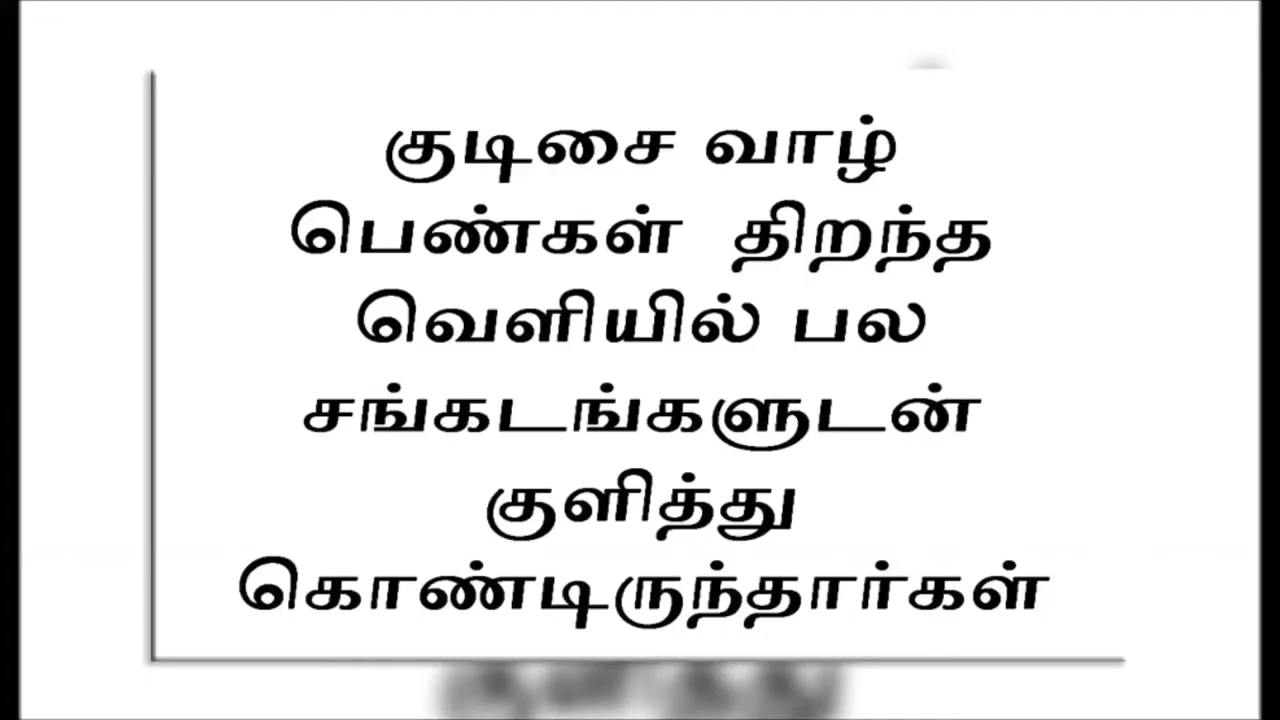 குடிசை வாழ்
பெண்கள் திறந்த
வெளியில் பல
சங்கடங்களுடன்
குளித்து
கொண்டிருந்தார்கள்